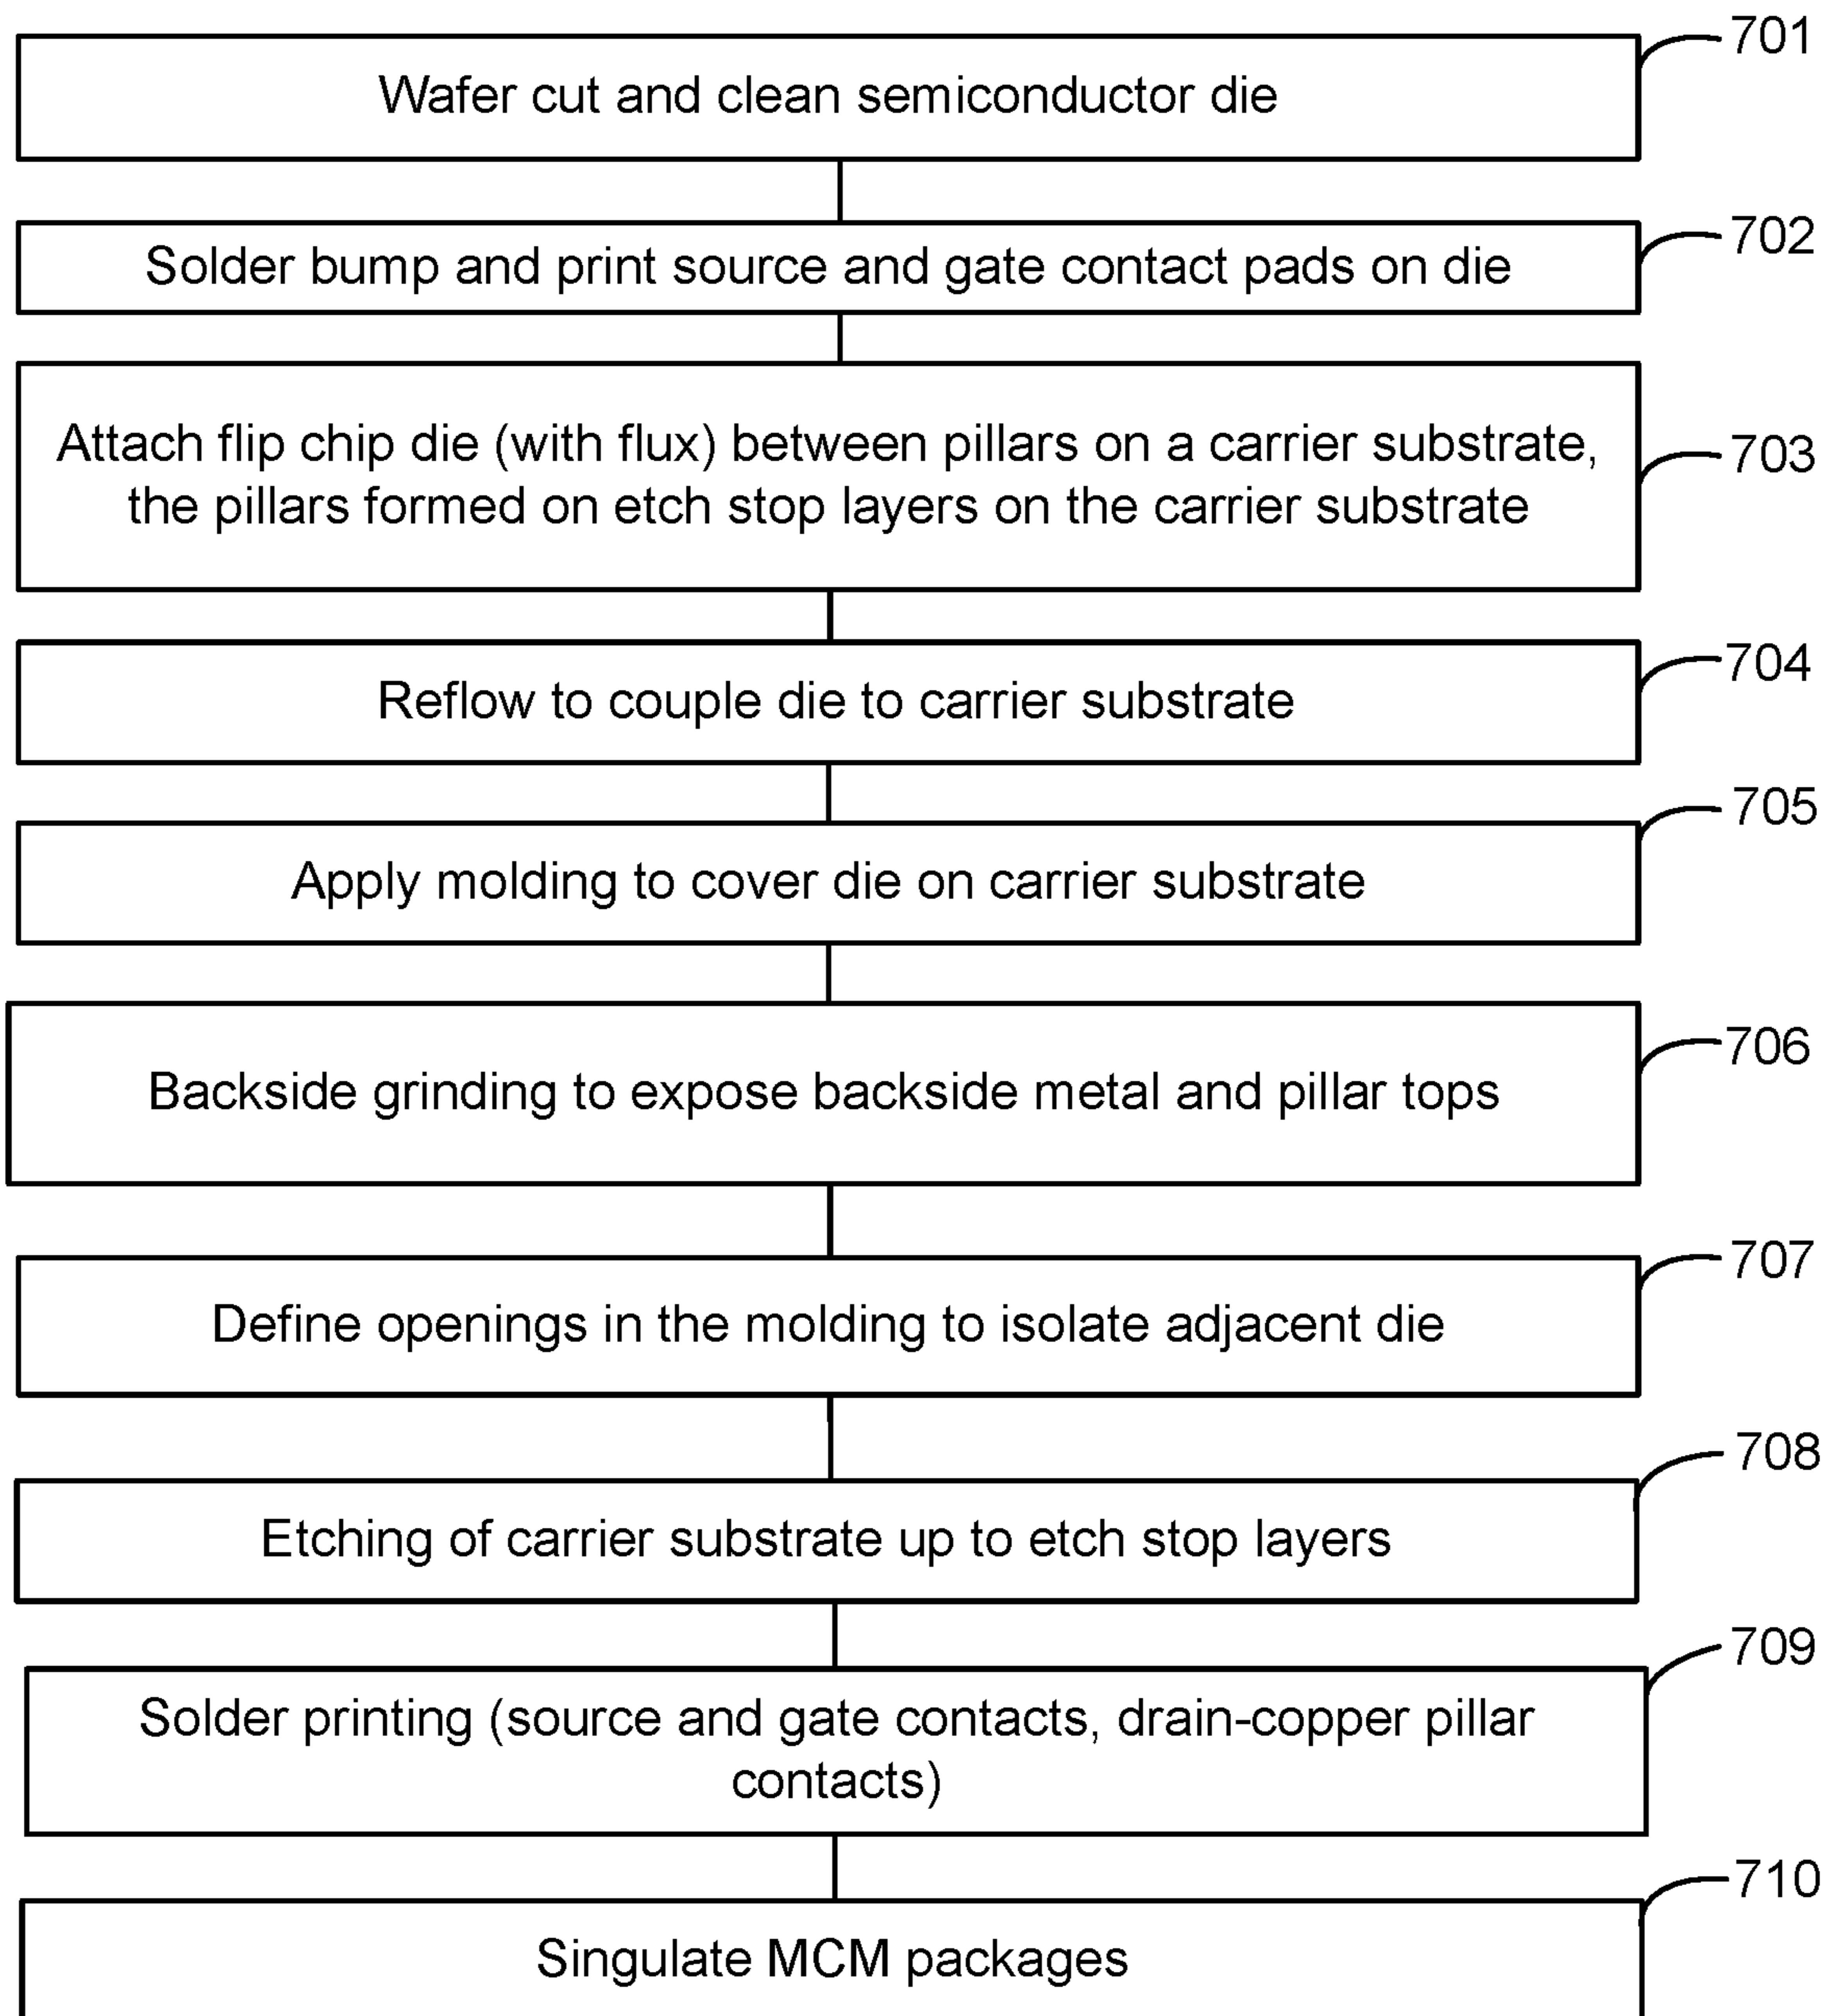 701
Wafer cut and clean semiconductor die
702
Solder bump and print source and gate contact pads on die
703
Attach flip chip die (with flux) between pillars on a carrier substrate,
the pillars formed on etch stop layers on the carrier substrate
704
Reflow to couple die to carrier substrate
705
Apply molding to cover die on carrier substrate
706
Backside grinding to expose backside metal and pillar tops
707
Define openings in the molding to isolate adjacent die
708
Etching of carrier substrate up to etch stop layers
709
Solder printing (source and gate contacts, drain-copper pillar
contacts)
710
Singulate MCM packages